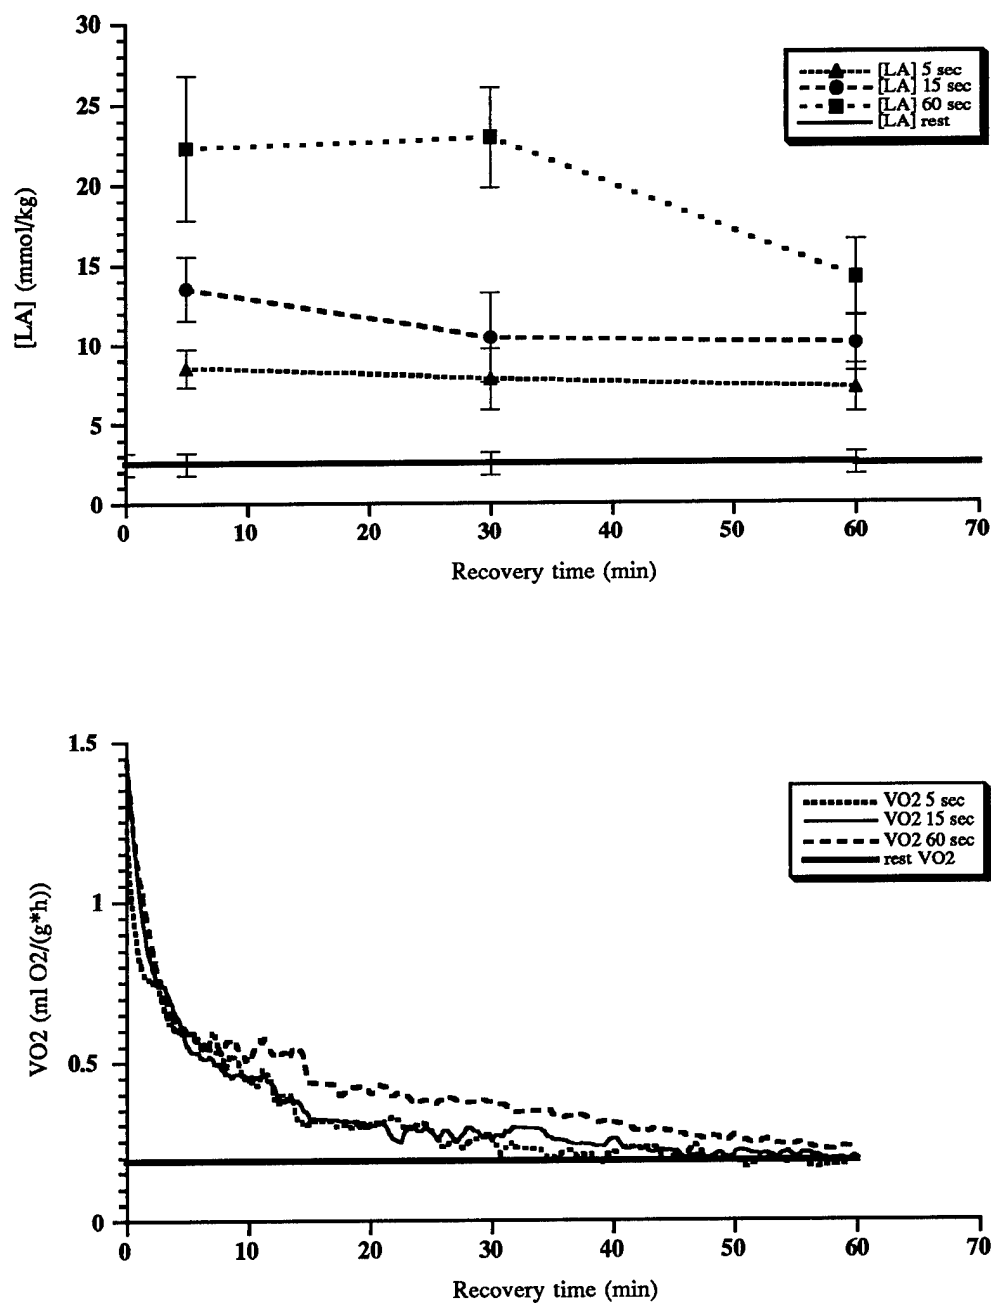 30
25
20
15
10
5
0
[LA] (mmol/kg)
[LA] 5 sec
[LA] 15 sec
[LA] 60 sec
[LA] rest
0 10 20 30 40 50 60 70
Recovery time (min)
1.5
1
0.5
0
VO2 (ml O2/(g*h))
VO2 5 sec
VO2 15 sec
VO2 60 sec
rest VO2
0 10 20 30 40 50 60 70
Recovery time (min)